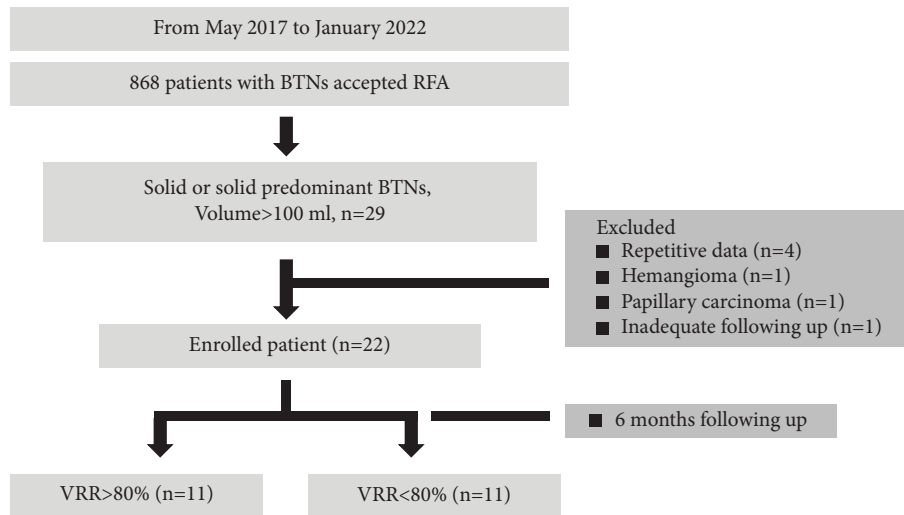 From May 2017 to January 2022
868 patients with BTNs accepted RFA
Solid or solid predominant BTNs,
Volume>100 ml, n=29
Excluded
Repetitive data (n=4)
Hemangioma (n=1)
Papillary carcinoma (n=1)
Inadequate following up (n=1)
Enrolled patient (n=22)
6 months following up
VRR>80% (n=11)
VRR<80% (n=11)